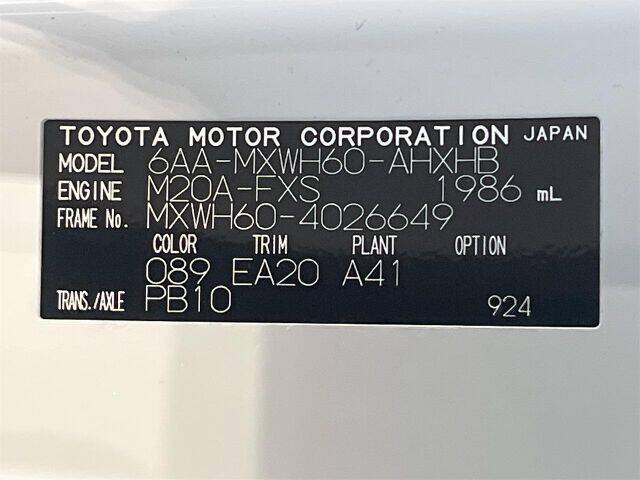 TOYOTA MOTOR CORPORATION JAPAN
MODEL 6AA-MXWH60-AHXHB
ENGINE M20A-FXS 1986 mL
FRAME No. MXWH60-4026649
COLOR TRIM PLANT OPTION
089 EA20 A41
TRANS./AXLE PB10 924